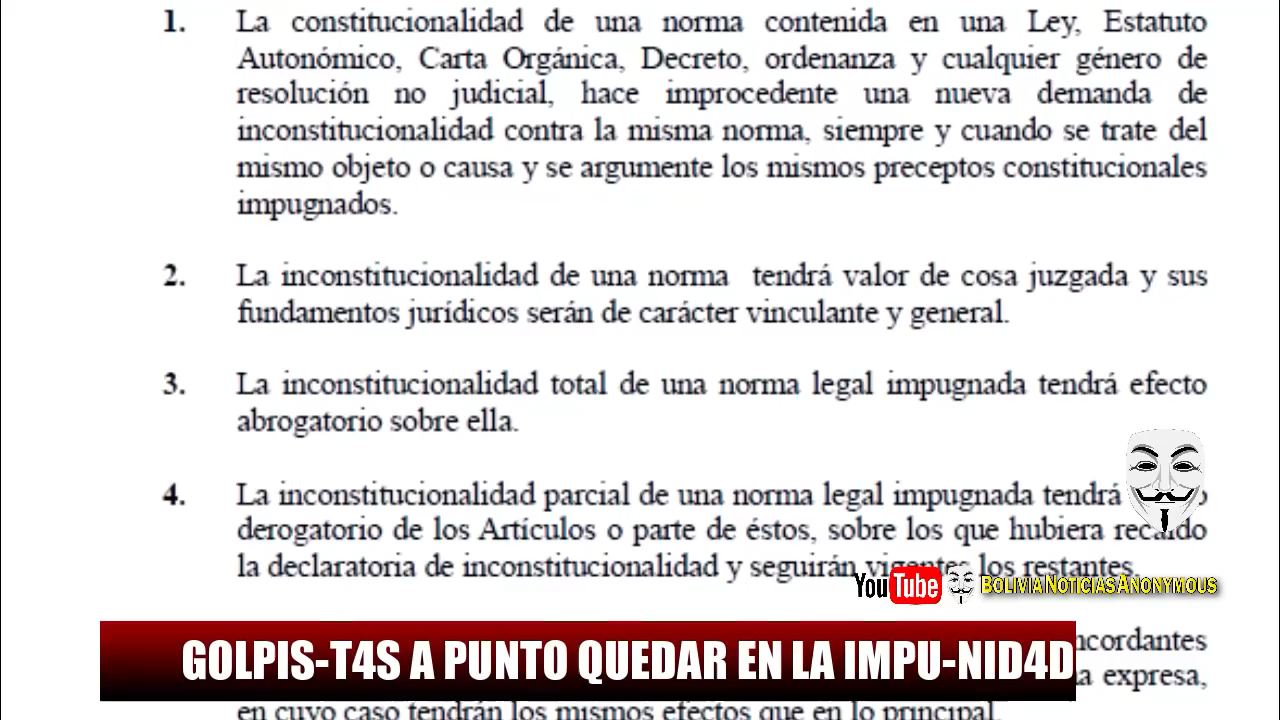 1. La constitucionalidad de una norma contenida en una Ley, Estatuto
Autonómico, Carta Orgánica, Decreto, ordenanza y cualquier género de
resolución no judicial, hace improcedente una nueva demanda de
inconstitucionalidad contra la misma norma, siempre y cuando se trate del
mismo objeto o causa y se argumente los mismos preceptos constitucionales
impugnados.
2. La inconstitucionalidad de una norma tendrá valor de cosa juzgada y sus
fundamentos jurídicos serán de carácter vinculante y general.
3. La inconstitucionalidad total de una norma legal impugnada tendrá efecto
abrogatorio sobre ella.
4. La inconstitucionalidad parcial de una norma legal impugnada tendrá
derogatorio de los Artículos o parte de éstos, sobre los que hubiera recaído
la declaratoria de inconstitucionalidad y seguirán vigentes los restantes.
YouTube BOLIVIANOTICIASANONYMOUS
ncordantes
GOLPIS-T4S A PUNTO QUEDAR EN LA IMPU-NID4D
a expresa,
en cuyo caso tendrán los mismos efectos que en lo principal.